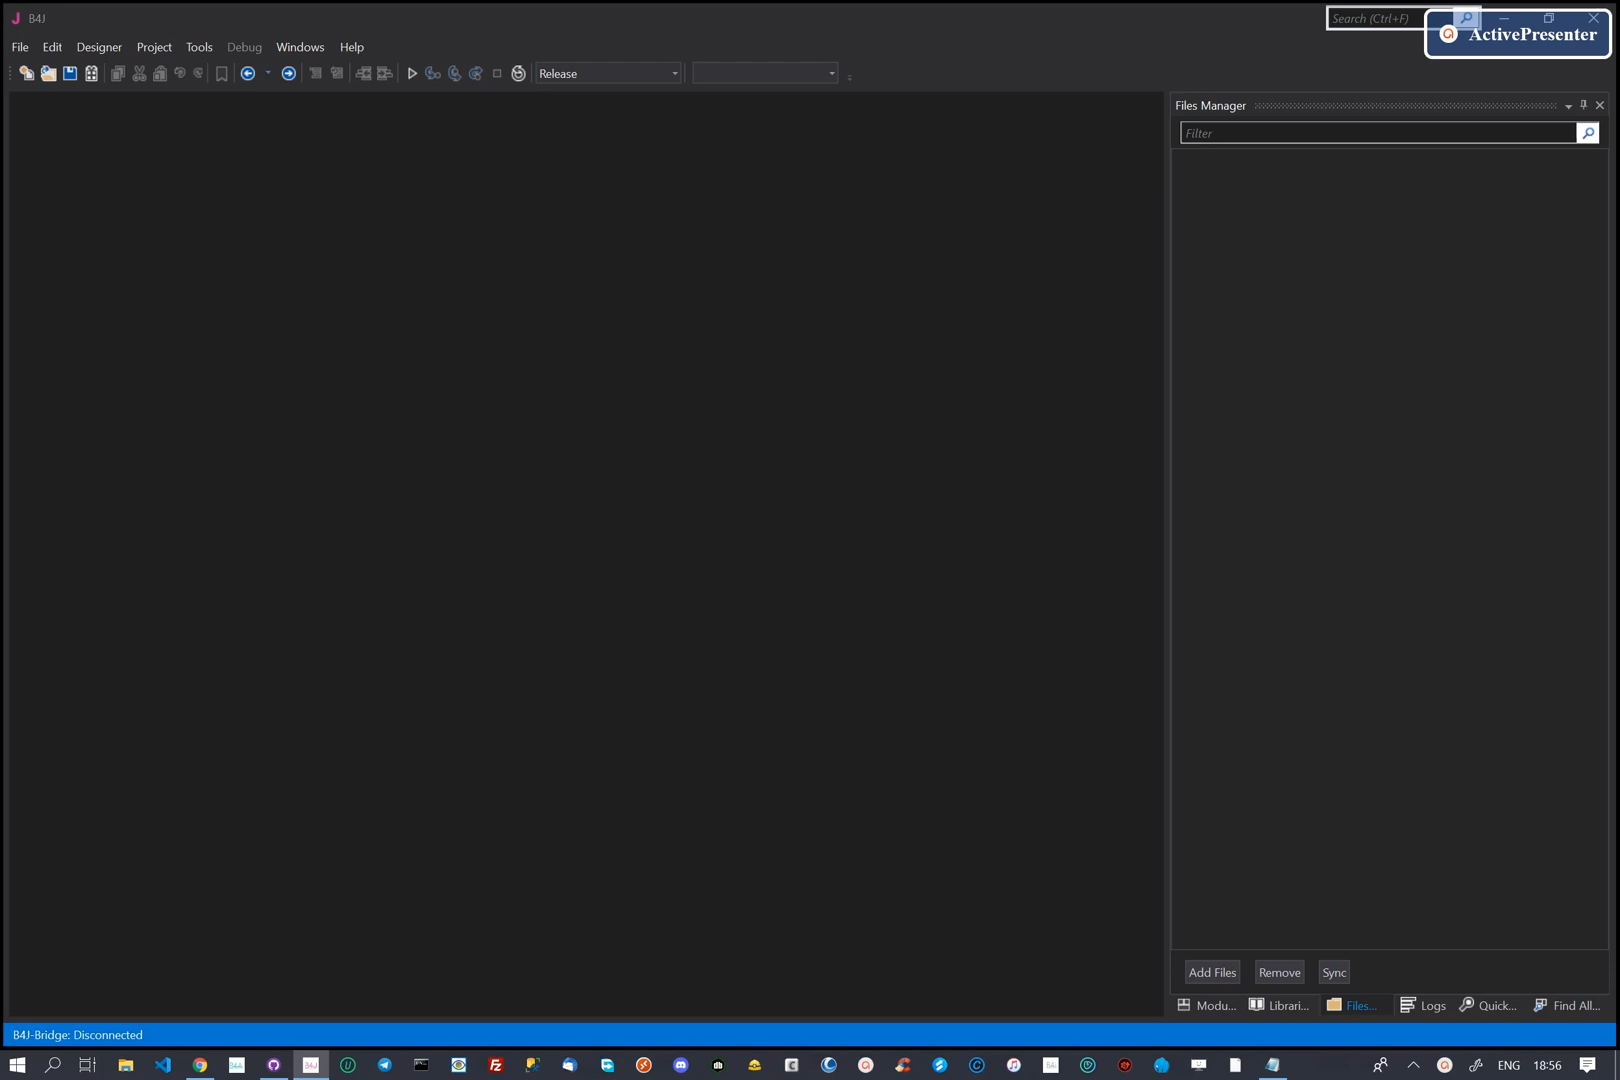 B4J
Search (Ctrl+F)
ActivePresenter
File Edit Designer Project Tools Debug Windows Help
Release
Files Manager
Filter
Add Files Remove Sync
Modu... Librari... Files... Logs Quick... Find All...
B4J-Bridge: Disconnected
ENG 18:56